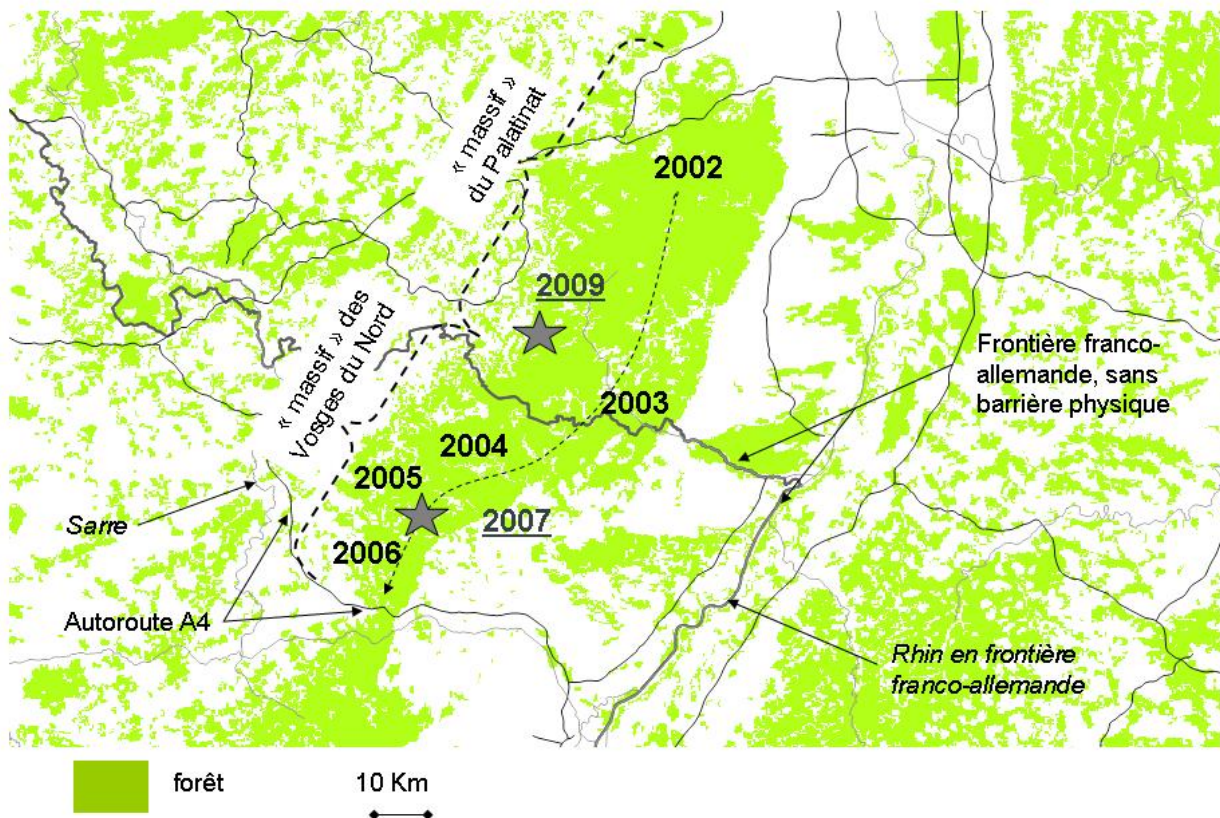 « massif »
du Palatinat
2002
2009
« massif » des
Vosges du Nord
Frontière franco-
allemande, sans
barrière physique
2003
2004
2005
Sarre
2007
2006
Autoroute A4
Rhin en frontière
franco-allemande
forêt
10 Km